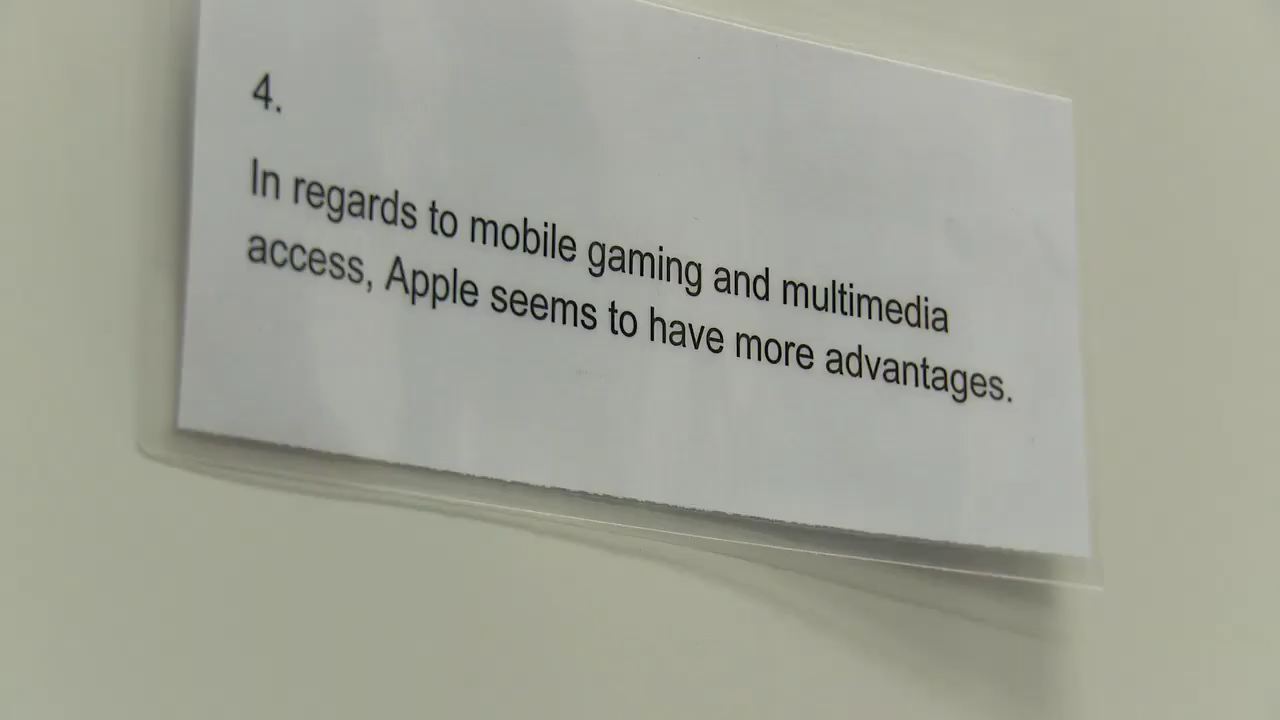 4.
In regards to mobile gaming and multimedia
access, Apple seems to have more advantages.